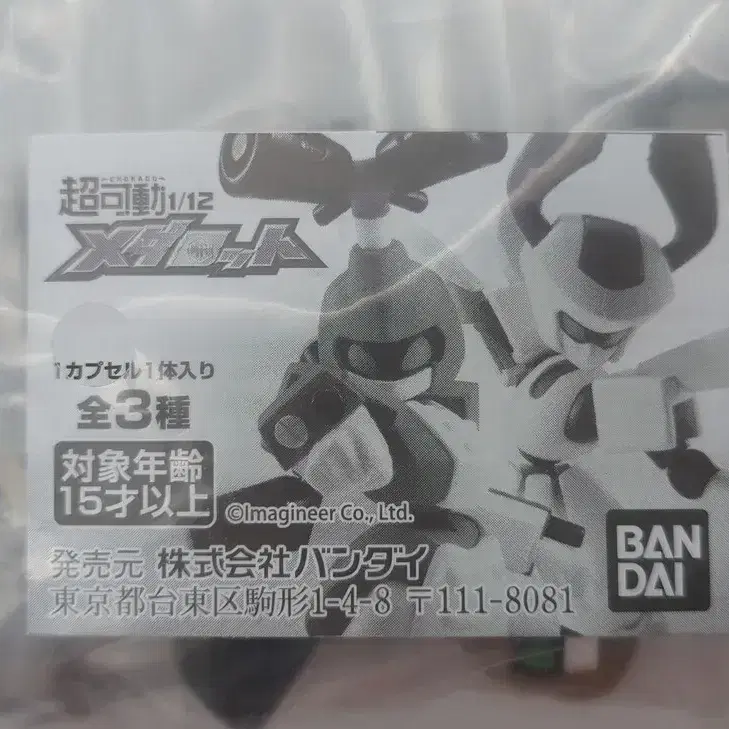 超可動1/12
メダロット
1カプセル1体入り
全3種
対象年齢
15才以上
©Imagineer Co., Ltd.
発売元 株式会社バンダイ
東京都台東区駒形1-4-8 〒111-8081
BAN
DAI